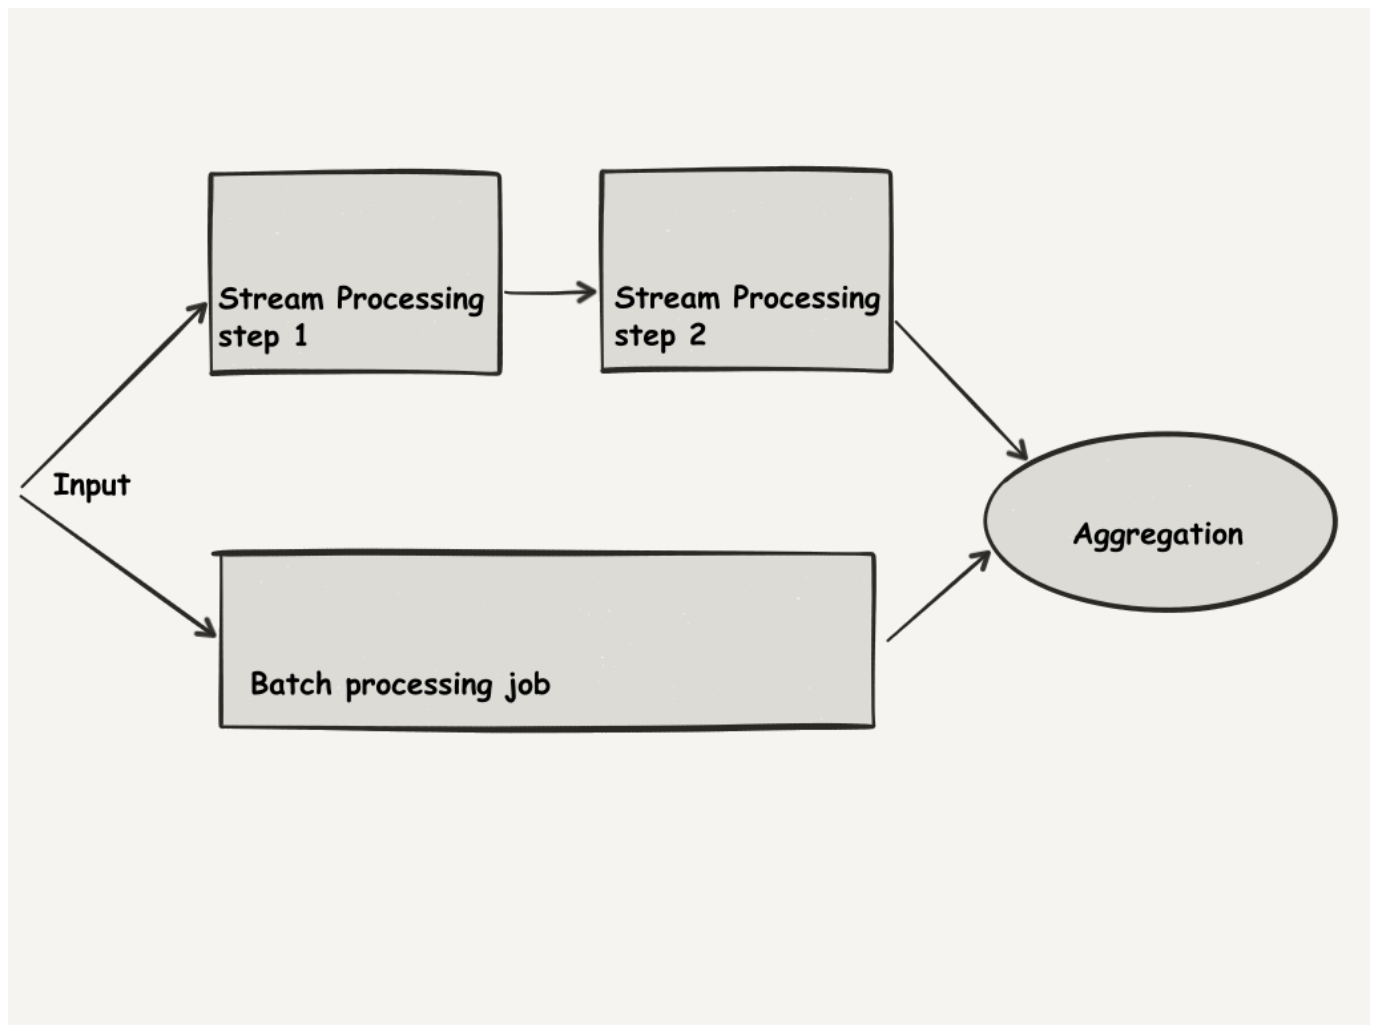 Stream Processing
step 1
Stream Processing
step 2
Input
Aggregation
Batch processing job